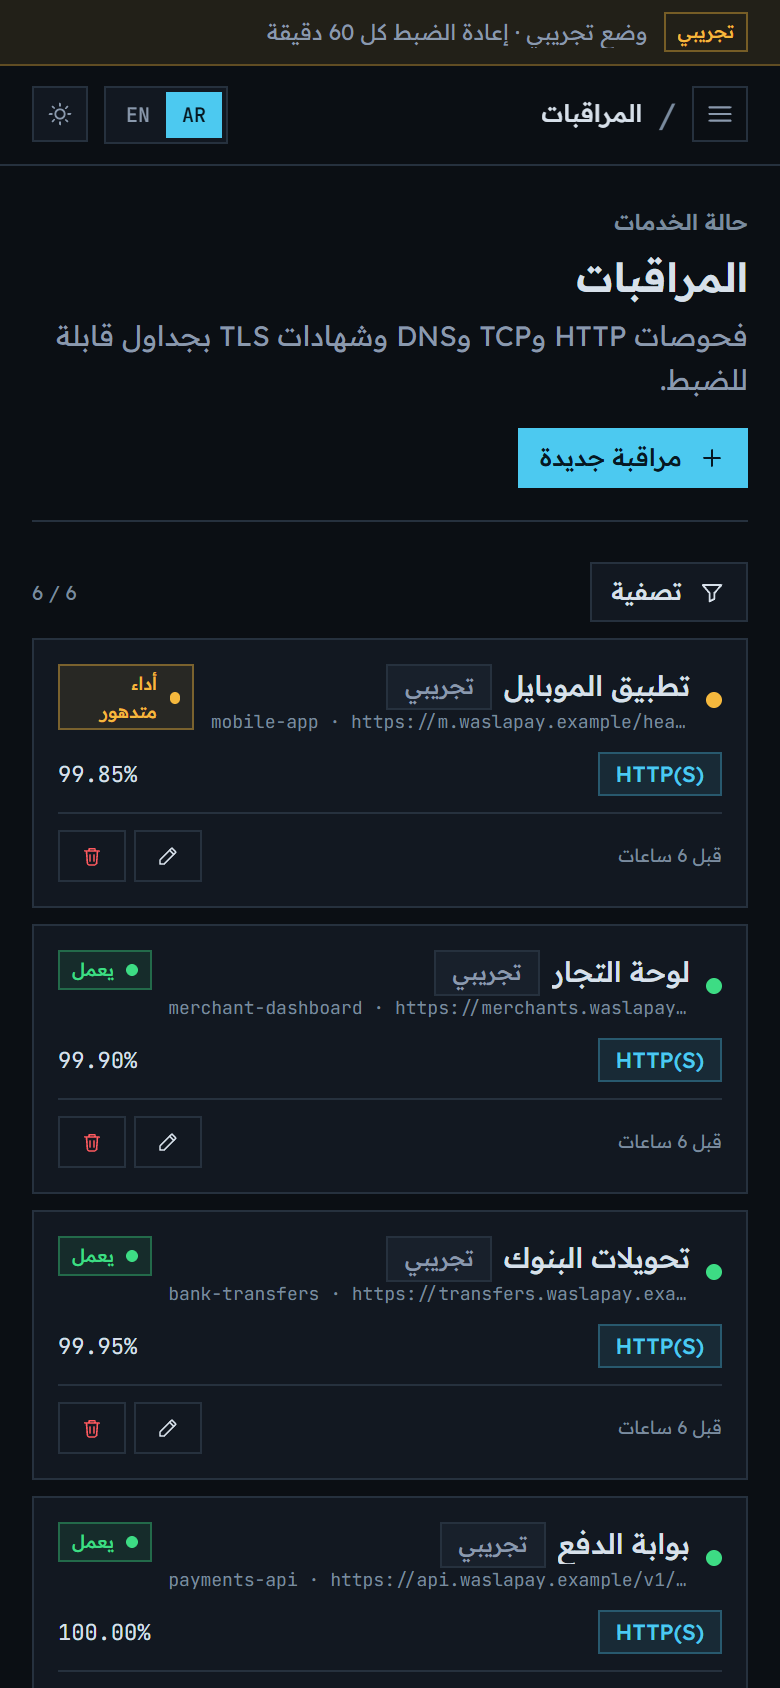 تجريبي وضع تجريبي · إعادة الضبط كل 60 دقيقة
/ المراقبات AR EN
حالة الخدمات
المراقبات
فحوصات HTTP وTCP وDNS وشهادات TLS بجداول قابلة
للضبط.
مراقبة جديدة
تصفية 6 / 6
تطبيق الموبايل تجريبي أداء
متدهور
mobile-app · https://m.waslapay.example/hea…
HTTP(S) 99.85%
قبل 6 ساعات
لوحة التجار تجريبي يعمل
merchant-dashboard · https://merchants.waslapay…
HTTP(S) 99.90%
قبل 6 ساعات
تحويلات البنوك تجريبي يعمل
bank-transfers · https://transfers.waslapay.exa…
HTTP(S) 99.95%
قبل 6 ساعات
بوابة الدفع تجريبي يعمل
payments-api · https://api.waslapay.example/v1/…
HTTP(S) 100.00%